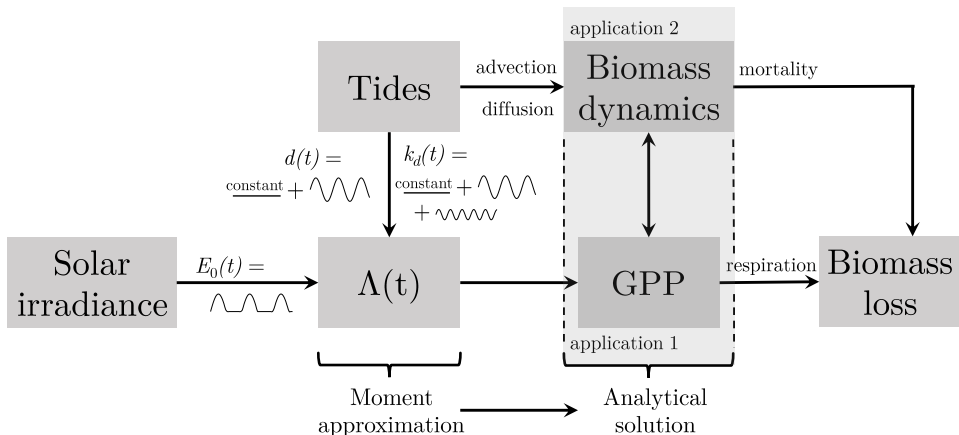 application 2
Tides
advection
diffusion
Biomass
dynamics
mortality
d(t) =
constant +
k_d(t) =
constant +
+
Solar
irradiance
E_0(t) =
Λ(t)
GPP
respiration
Biomass
loss
application 1
Moment
approximation
Analytical
solution